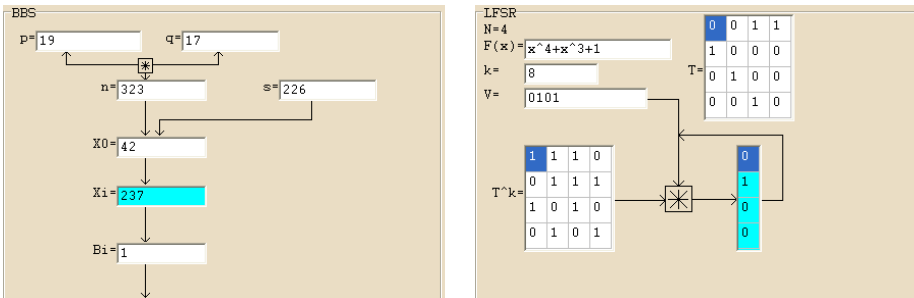 BBS
p= 19 q= 17
*
n= 323 s= 226
X0= 42
Xi= 237
Bi= 1
LFSR
N=4
F(x)= x^4+x^3+1
k= 8
V= 0101
T=
0 0 1 1
1 0 0 0
0 1 0 0
0 0 1 0
T^k=
1 1 1 0
0 1 1 1
1 0 1 0
0 1 0 1
*
0
1
0
0